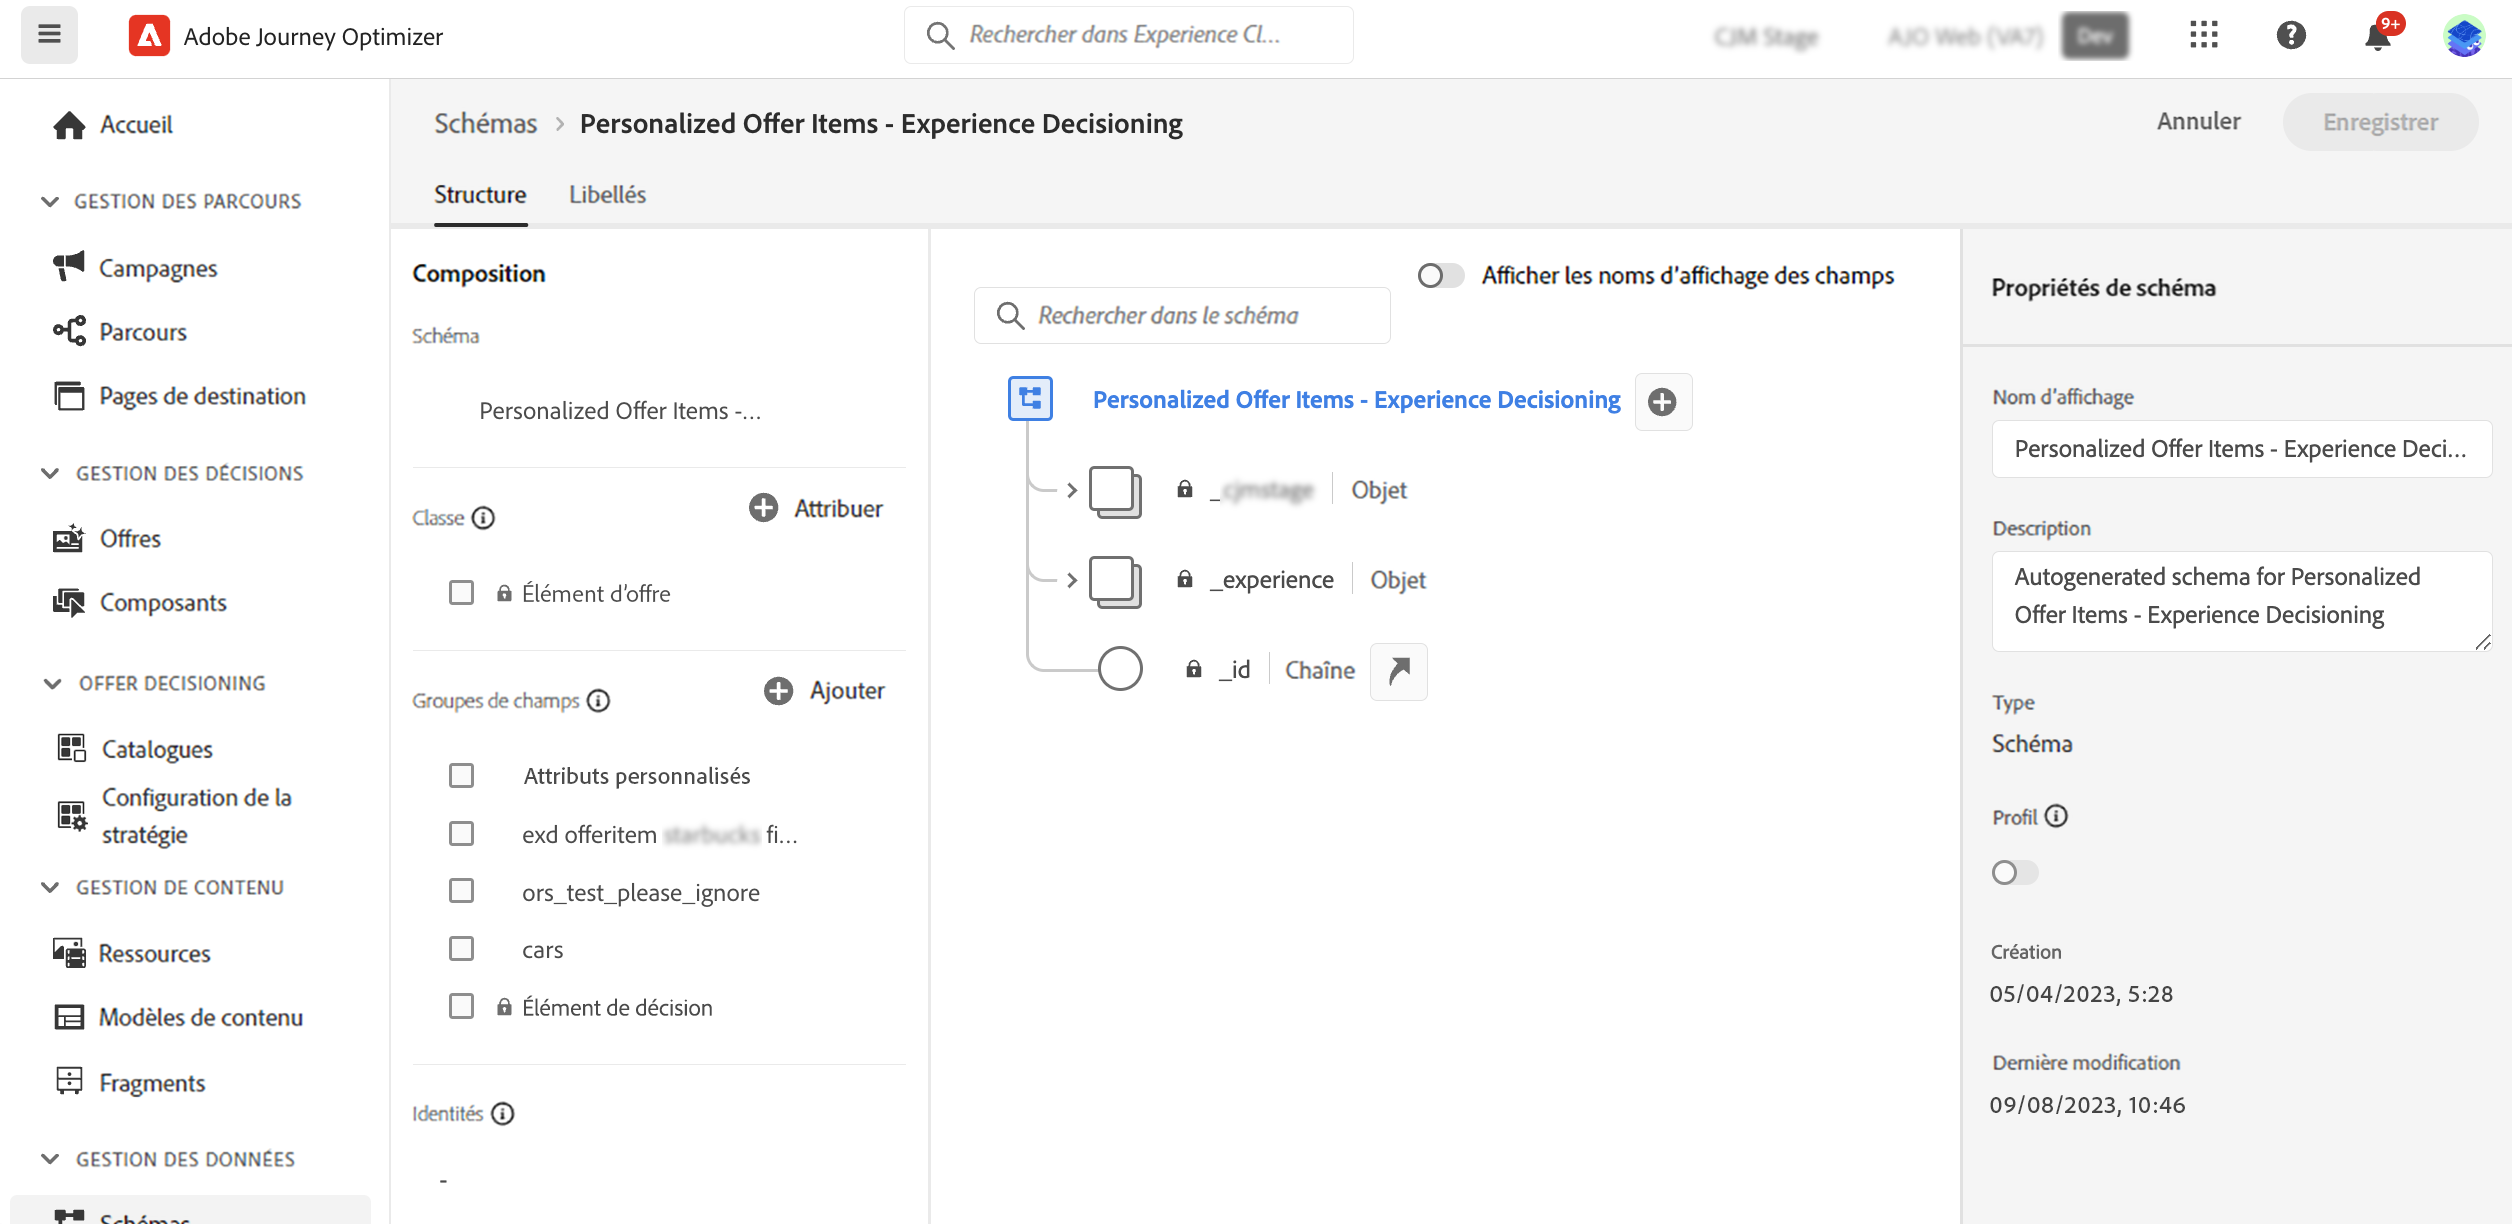 Adobe Journey Optimizer
Rechercher dans Experience Cl...
9+
Accueil
GESTION DES PARCOURS
Campagnes
Parcours
Pages de destination
GESTION DES DÉCISIONS
Offres
Composants
OFFER DECISIONING
Catalogues
Configuration de la
stratégie
GESTION DE CONTENU
Ressources
Modèles de contenu
Fragments
GESTION DES DONNÉES
Schémas
Schémas > Personalized Offer Items - Experience Decisioning
Annuler
Enregistrer
Structure
Libellés
Composition
Schéma
Personalized Offer Items -...
Classe
Attribuer
Élément d'offre
Groupes de champs
Ajouter
Attributs personnalisés
exd offeritem fi...
ors_test_please_ignore
cars
Élément de décision
Identités
-
Afficher les noms d'affichage des champs
Rechercher dans le schéma
Personalized Offer Items - Experience Decisioning
Objet
_experience | Objet
_id | Chaîne
Propriétés de schéma
Nom d'affichage
Personalized Offer Items - Experience Deci...
Description
Autogenerated schema for Personalized
Offer Items - Experience Decisioning
Type
Schéma
Profil
Création
05/04/2023, 5:28
Dernière modification
09/08/2023, 10:46